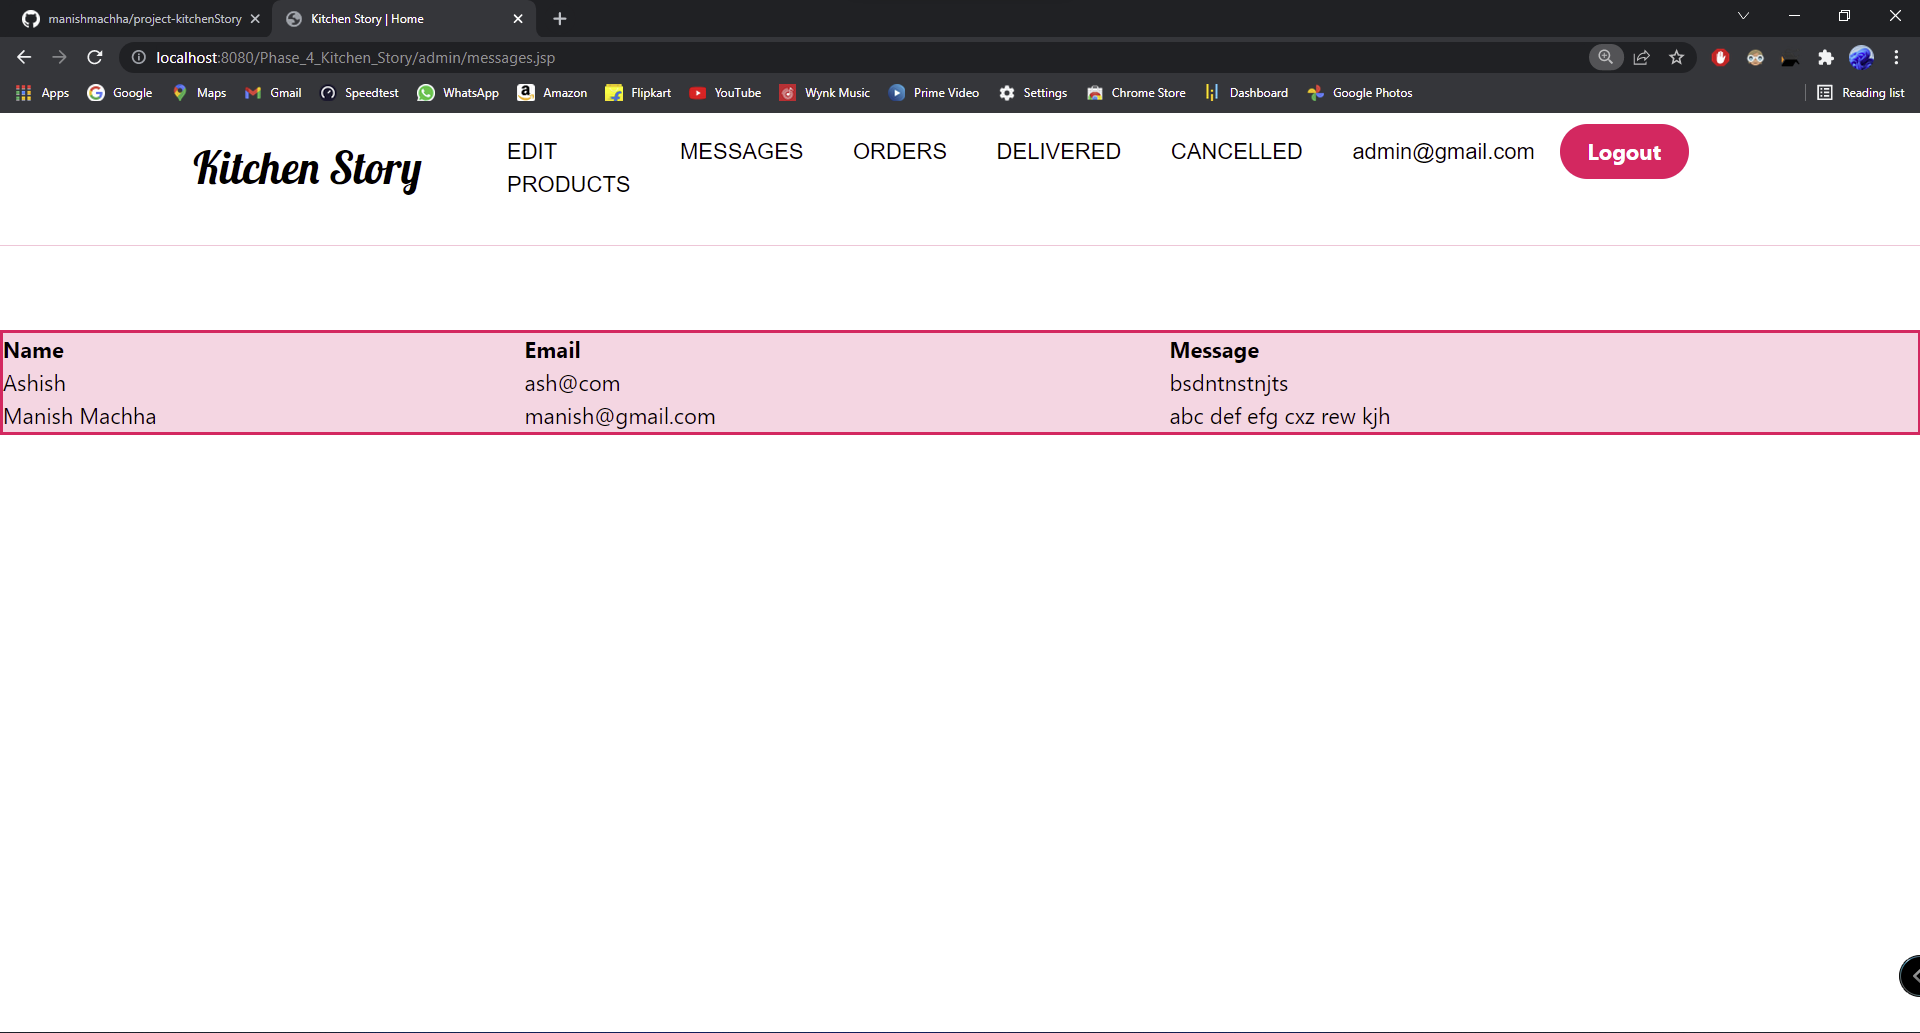 manishmachha/project-kitchenStory
Kitchen Story | Home
localhost:8080/Phase_4_Kitchen_Story/admin/messages.jsp
Apps Google Maps Gmail Speedtest WhatsApp Amazon Flipkart YouTube Wynk Music Prime Video Settings Chrome Store Dashboard Google Photos Reading list
Kitchen Story
EDIT PRODUCTS
MESSAGES
ORDERS
DELIVERED
CANCELLED
admin@gmail.com
Logout
Name Email Message
Ashish ash@com bsdntnstnjts
Manish Machha manish@gmail.com abc def efg cxz rew kjh